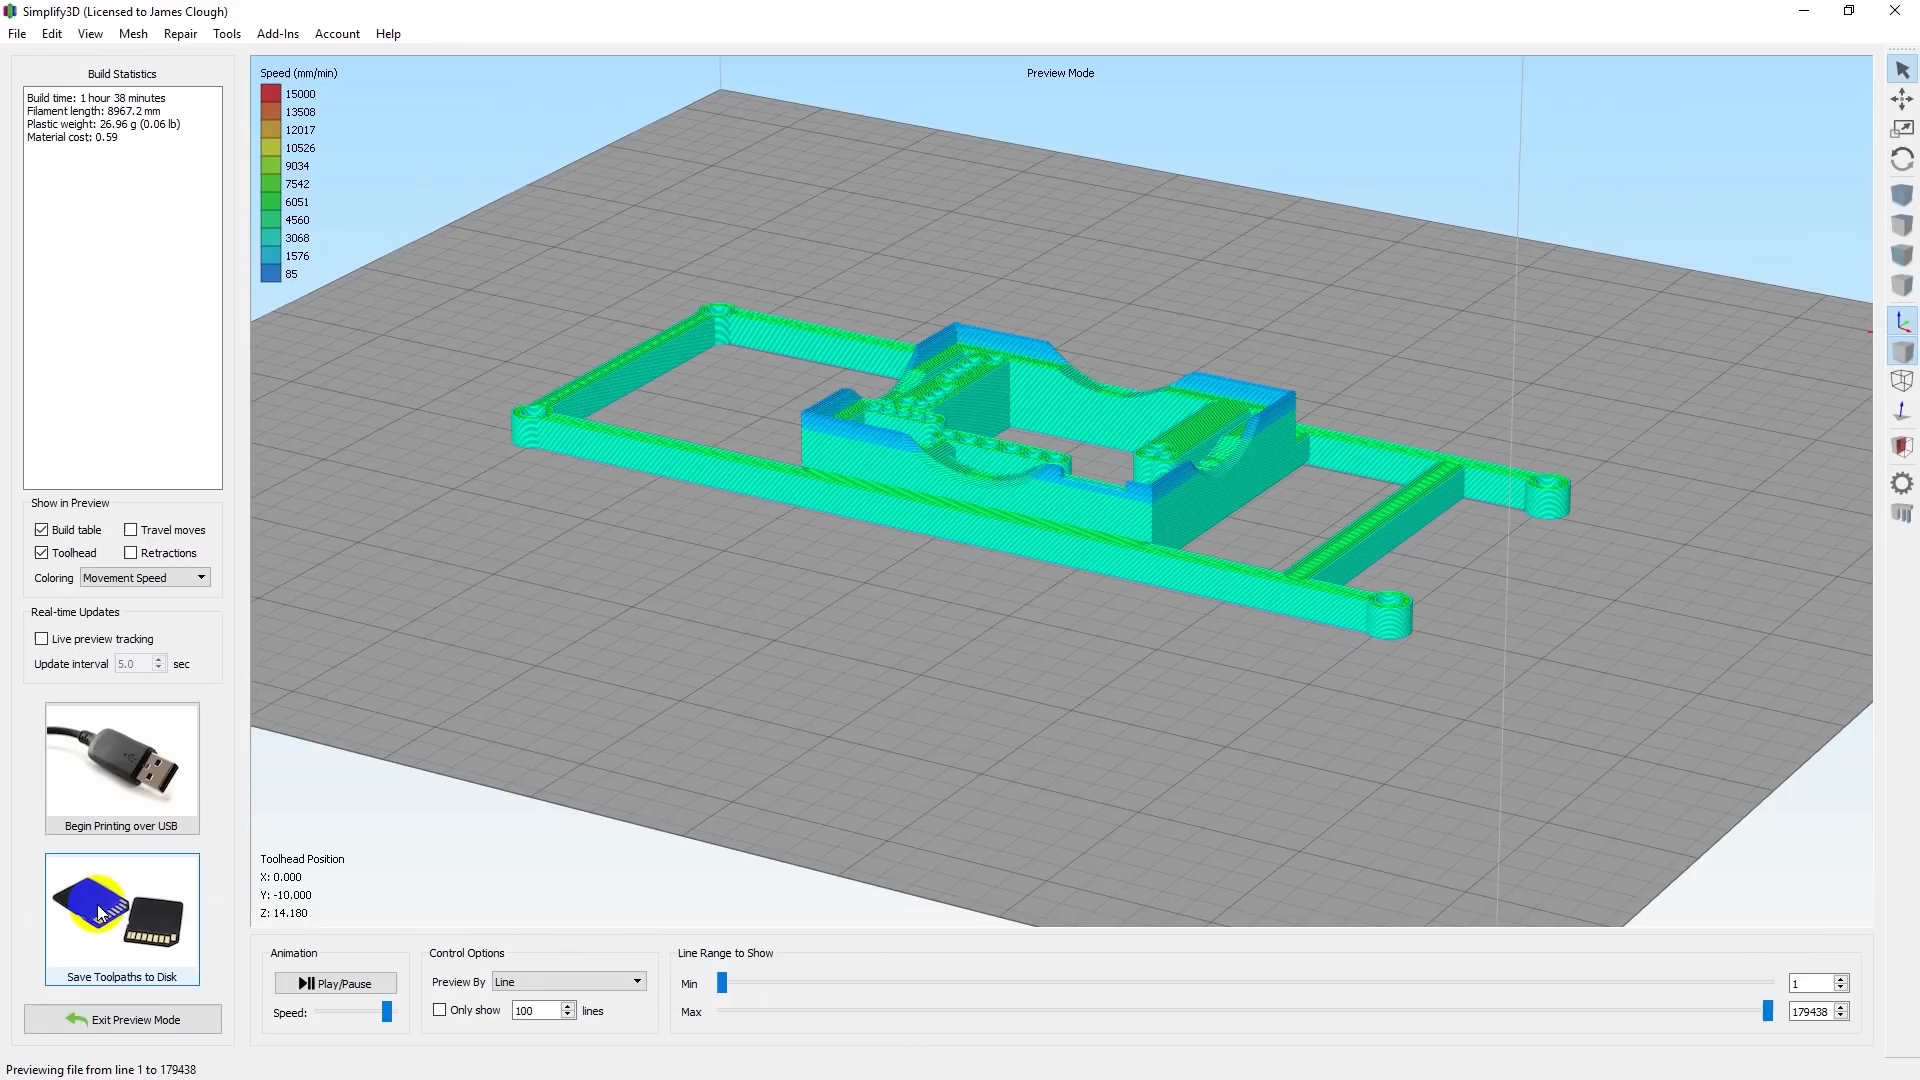 Simplify3D (Licensed to James Clough)
File Edit View Mesh Repair Tools Add-Ins Account Help
Build Statistics
Build time: 1 hour 38 minutes
Filament length: 8967.2 mm
Plastic weight: 26.96 g (0.06 lb)
Material cost: 0.59
Show in Preview
Build table Travel moves
Toolhead Retractions
Coloring Movement Speed
Real-time Updates
Live preview tracking
Update interval 5.0 sec
Begin Printing over USB
Save Toolpaths to Disk
Exit Preview Mode
Speed (mm/min)
15000
13508
12017
10526
9034
7542
6051
4560
3068
1576
85
Preview Mode
Toolhead Position
X: 0.000
Y: -10.000
Z: 14.180
Animation
Play/Pause
Speed:
Control Options
Preview By Line
Only show 100 lines
Line Range to Show
Min 1
Max 179438
Previewing file from line 1 to 179438